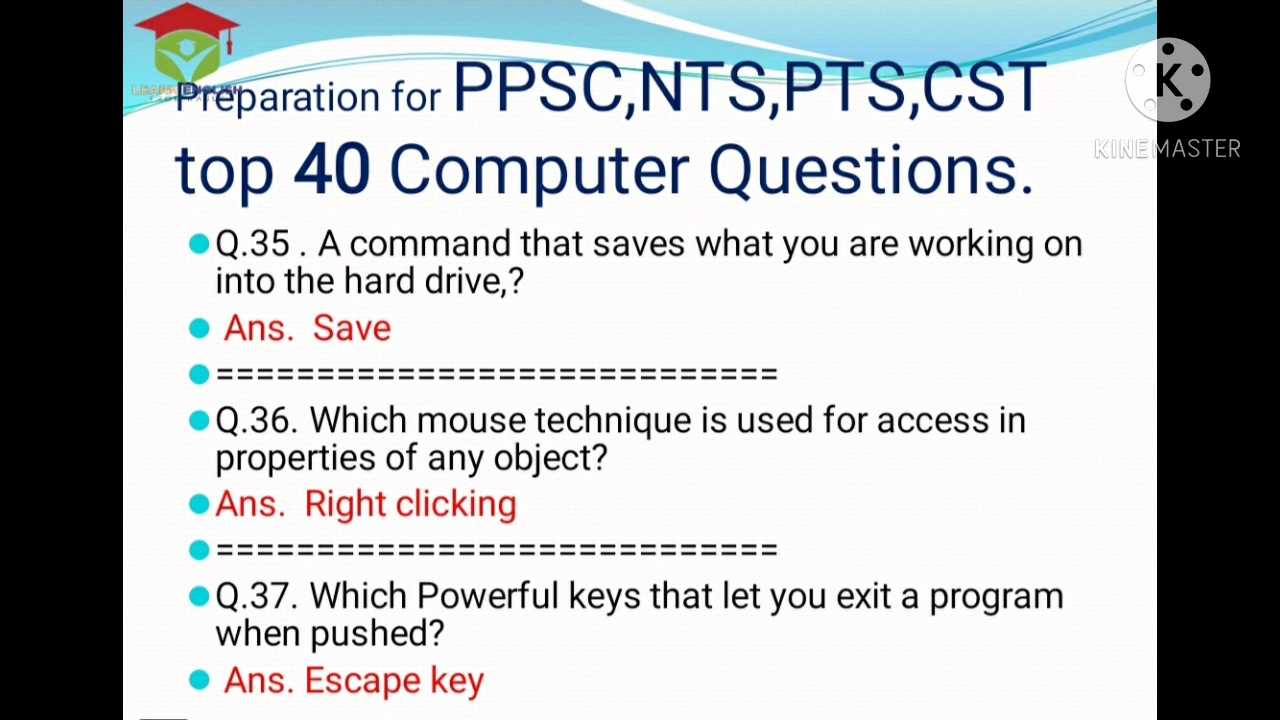 Preparation for PPSC,NTS,PTS,CST
top 40 Computer Questions.
KINEMASTER
Q.35 . A command that saves what you are working on
into the hard drive,?
Ans. Save
============================
Q.36. Which mouse technique is used for access in
properties of any object?
Ans. Right clicking
============================
Q.37. Which Powerful keys that let you exit a program
when pushed?
Ans. Escape key